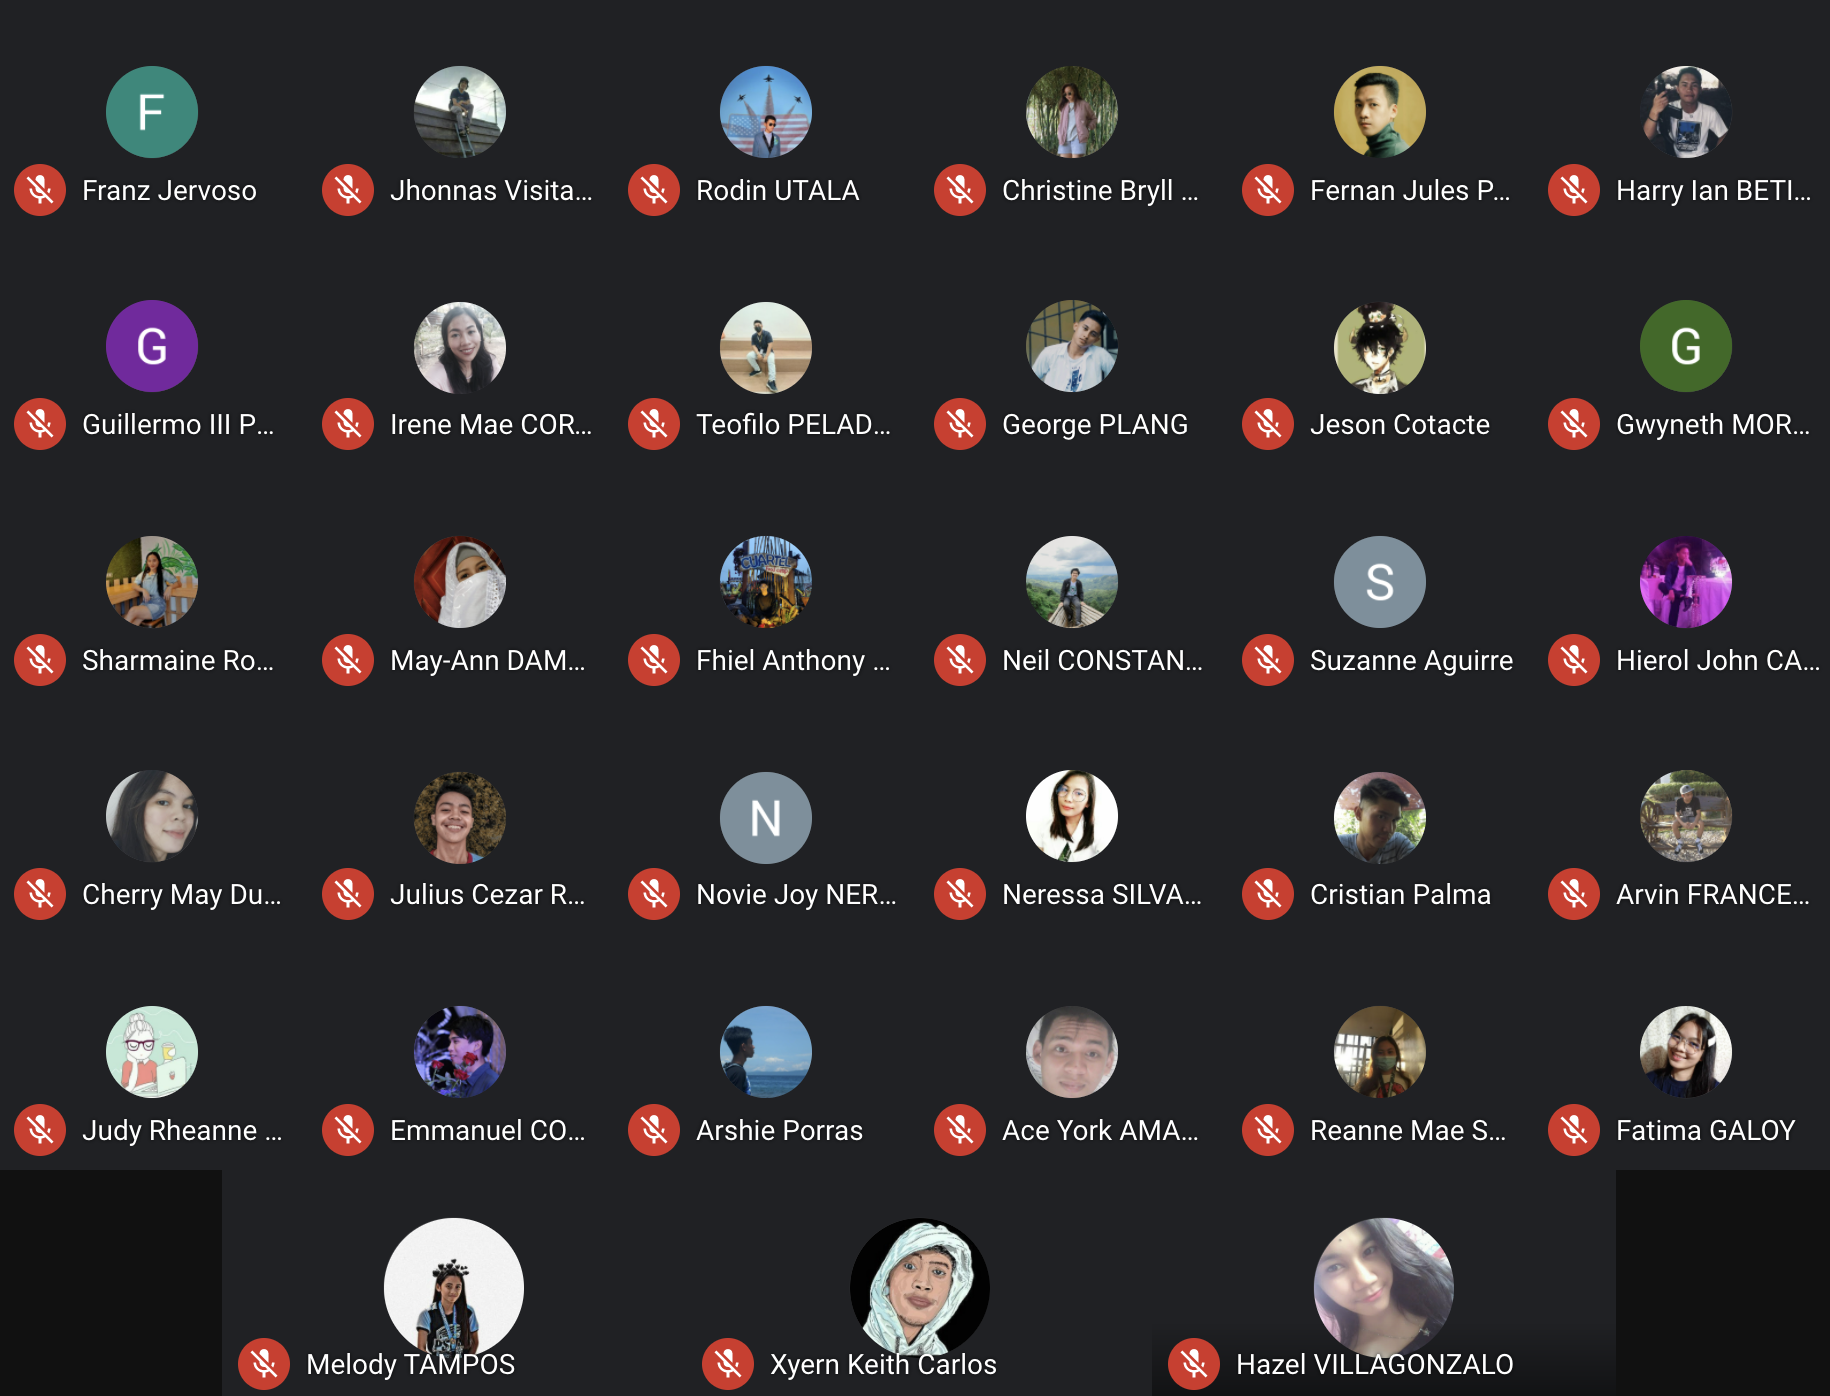 F
Franz Jervoso
Jhonnas Visita...
Rodin UTALA
Christine Bryll ...
Fernan Jules P...
Harry Ian BETI...
G
Guillermo III P...
Irene Mae COR...
Teofilo PELAD...
George PLANG
Jeson Cotacte
G
Gwyneth MOR...
Sharmaine Ro...
May-Ann DAM...
CUARTEL
Fhiel Anthony ...
Neil CONSTAN...
S
Suzanne Aguirre
Hierol John CA...
Cherry May Du...
Julius Cezar R...
N
Novie Joy NER...
Neressa SILVA...
Cristian Palma
Arvin FRANCE...
Judy Rheanne ...
Emmanuel CO...
Arshie Porras
Ace York AMA...
Reanne Mae S...
Fatima GALOY
Melody TAMPOS
Xyern Keith Carlos
Hazel VILLAGONZALO